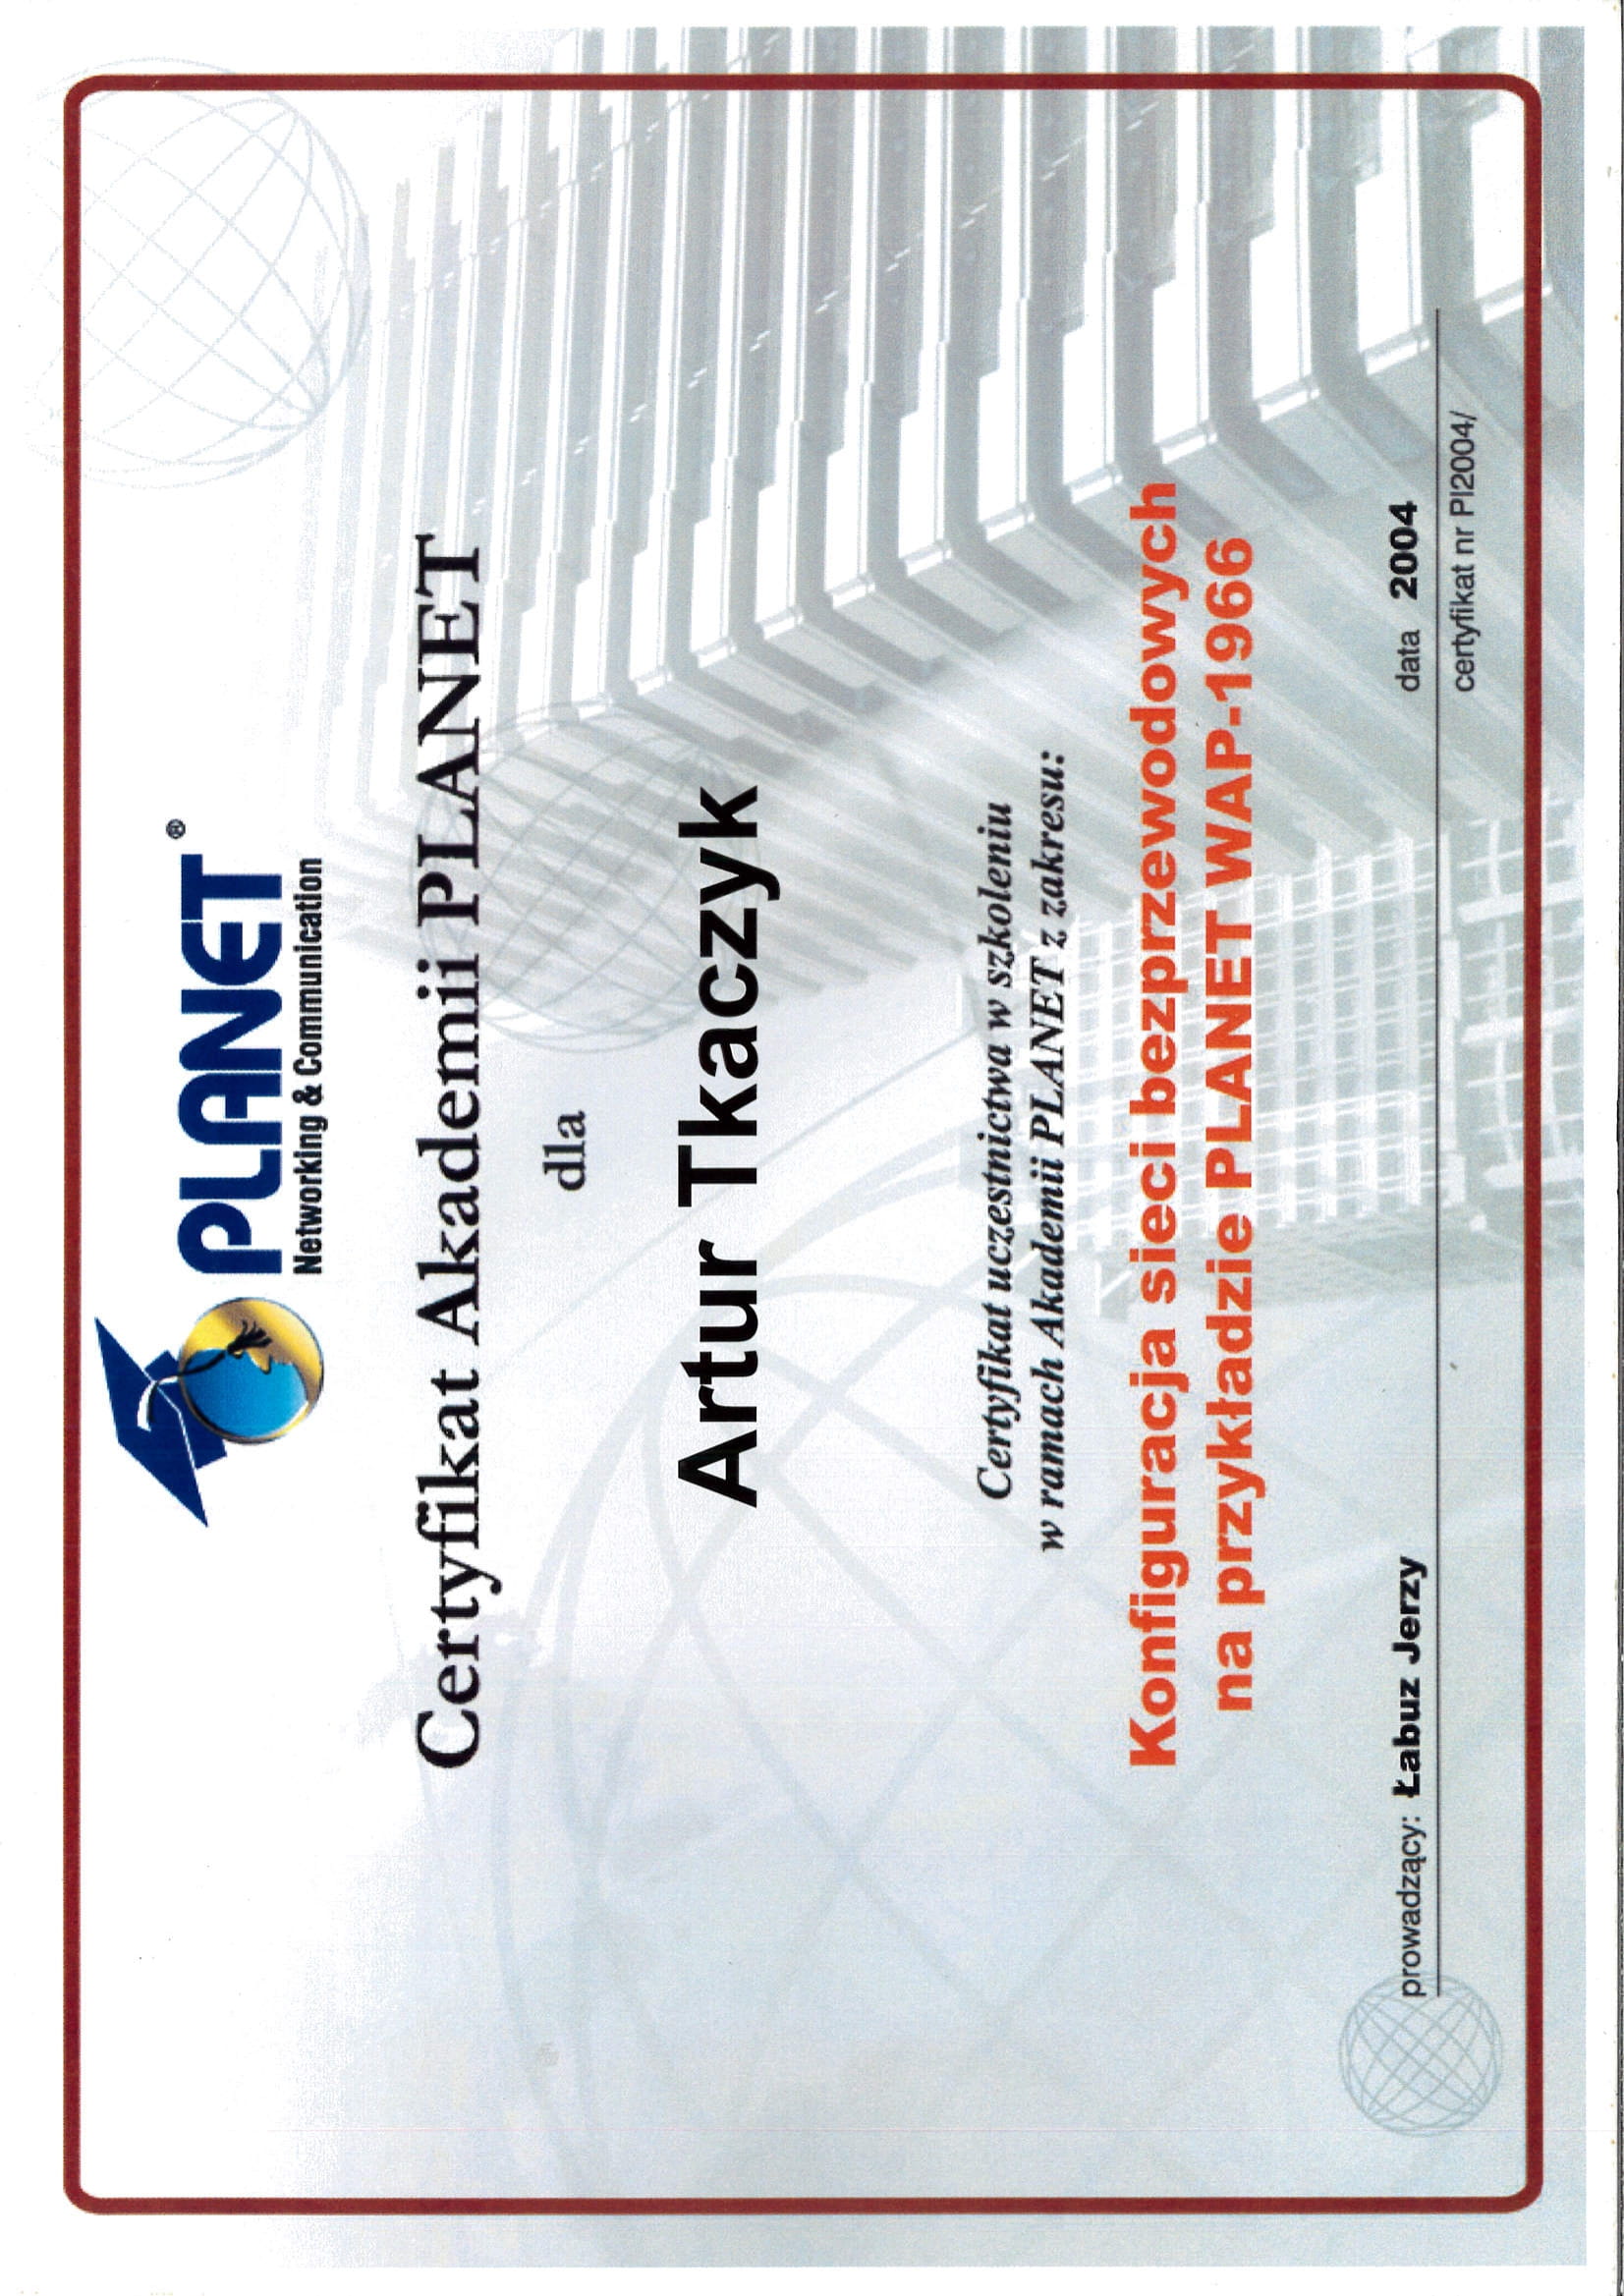 PLANET®
Networking & Communication
Certyfikat Akademii PLANET
dla
Artur Tkaczyk
Certyfikat uczestnictwa w szkoleniu
w ramach Akademii PLANET z zakresu:
Konfiguracja sieci bezprzewodowych
na przykładzie PLANET WAP-1966
prowadzący: Łabuz Jerzy
data 2004
certyfikat nr Pl2004/